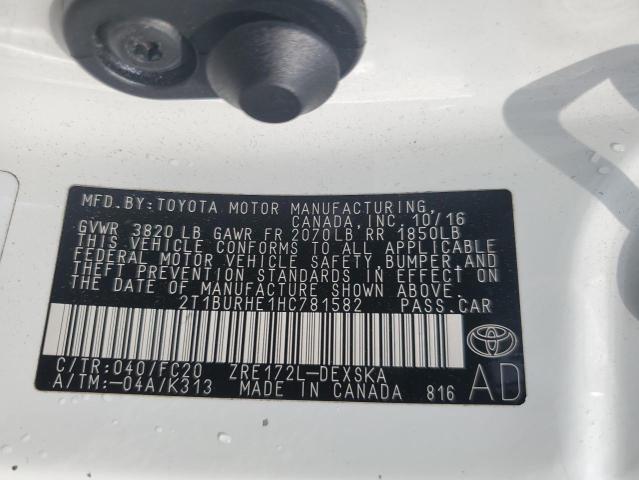 MFD.BY:TOYOTA MOTOR MANUFACTURING,
CANADA, INC. 10/16
GVWR 3820LB GAWR FR 2070LB RR 1850LB
THIS VEHICLE CONFORMS TO ALL APPLICABLE
FEDERAL MOTOR VEHICLE SAFETY, BUMPER, AND
THEFT PREVENTION STANDARDS IN EFFECT ON
THE DATE OF MANUFACTURE SHOWN ABOVE.
2T1BURHE1HC781582 PASS.CAR
C/TR:040/FC20 ZRE172L-DEXSKA
A/TM:-04A/K313 MADE IN CANADA 816
AD